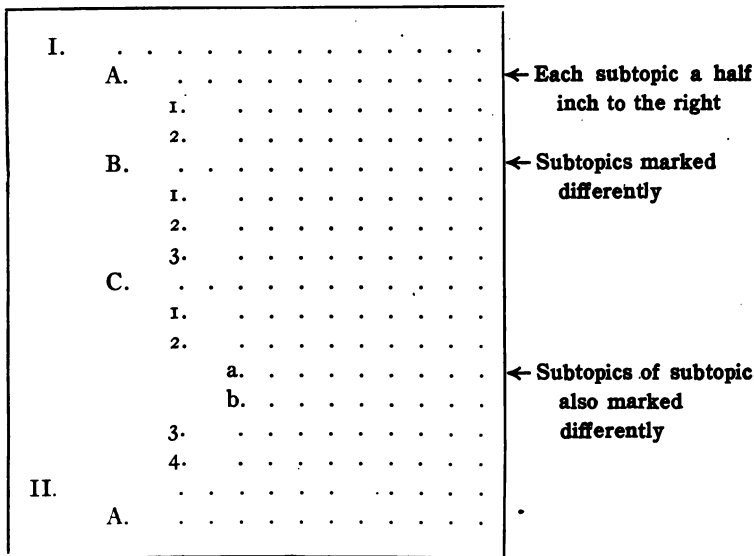 I. . . . . . . . . . . . . .
A. . . . . . . . . . . . ← Each subtopic a half
1. . . . . . . . . . inch to the right
2. . . . . . . . . .
B. . . . . . . . . . . . ← Subtopics marked
1. . . . . . . . . . differently
2. . . . . . . . . .
3. . . . . . . . . .
C. . . . . . . . . . . .
1. . . . . . . . . .
2. . . . . . . . . .
a. . . . . . . . . ← Subtopics of subtopic
b. . . . . . . . . also marked
3. . . . . . . . . . differently
4. . . . . . . . . .
II. . . . . . . . . . . .
A. . . . . . . . . . . .